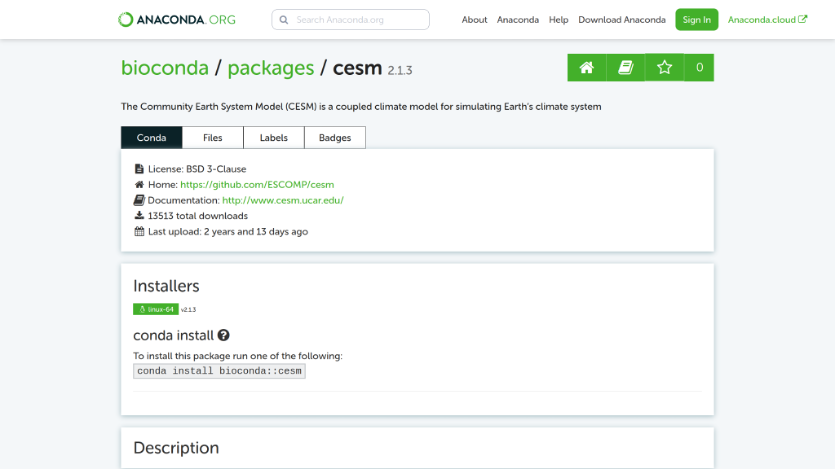 ANACONDA.ORG
Search Anaconda.org
About Anaconda Help Download Anaconda Sign In Anaconda.cloud
bioconda / packages / cesm 2.1.3
0
The Community Earth System Model (CESM) is a coupled climate model for simulating Earth's climate system
Conda Files Labels Badges
License: BSD 3-Clause
Home: https://github.com/ESCOMP/cesm
Documentation: http://www.cesm.ucar.edu/
13513 total downloads
Last upload: 2 years and 13 days ago
Installers
linux-64 v2.1.3
conda install ?
To install this package run one of the following:
conda install bioconda::cesm
Description